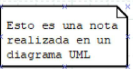 Esto es una nota
realizada en un
diagrama UML